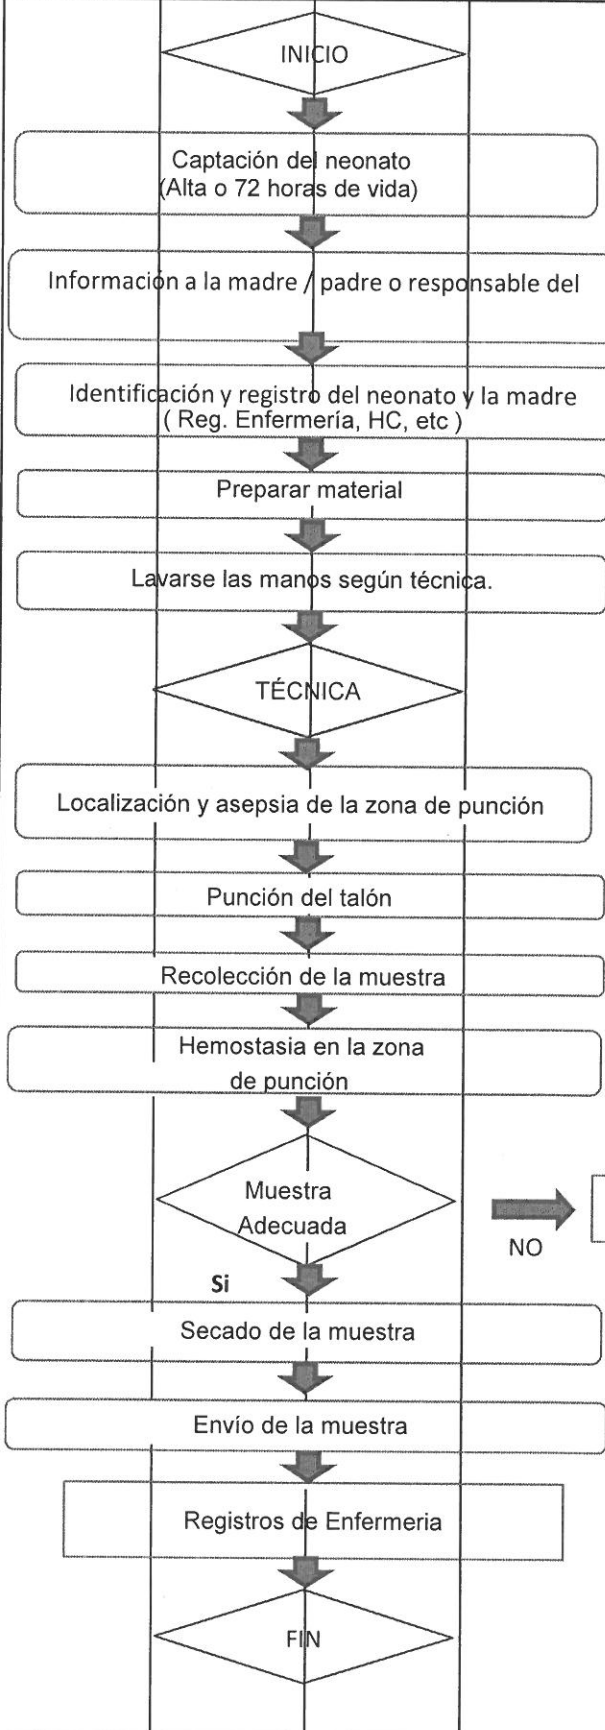 INICIO
Captación del neonato
(Alta o 72 horas de vida)
Información a la madre / padre o responsable del
Identificación y registro del neonato y la madre
( Reg. Enfermería, HC, etc )
Preparar material
Lavarse las manos según técnica.
TÉCNICA
Localización y asepsia de la zona de punción
Punción del talón
Recolección de la muestra
Hemostasia en la zona
de punción
Muestra
Adecuada
NO
Si
Secado de la muestra
Envío de la muestra
Registros de Enfermeria
FIN